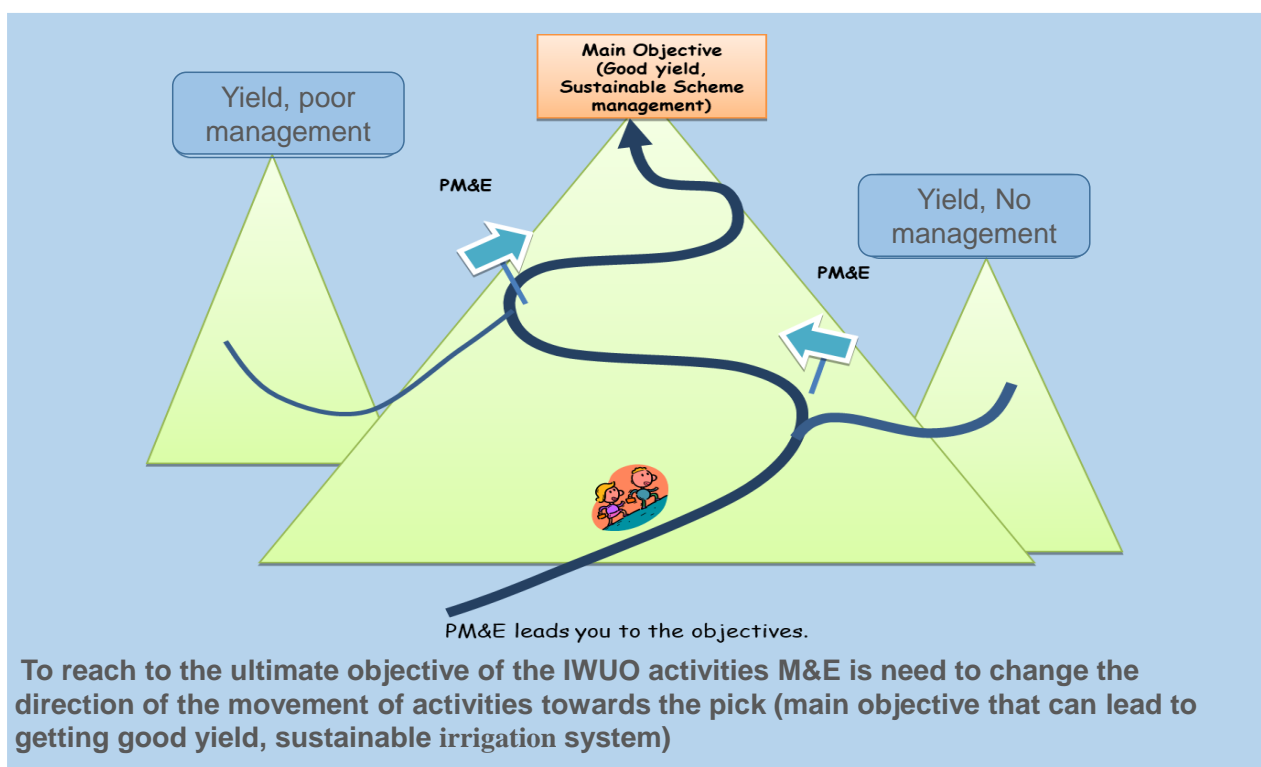 Main Objective
(Good yield,
Sustainable Scheme
management)
Yield, poor
management
PM&E
Yield, No
management
PM&E
PM&E leads you to the objectives.
To reach to the ultimate objective of the IWUO activities M&E is need to change the
direction of the movement of activities towards the pick (main objective that can lead to
getting good yield, sustainable irrigation system)